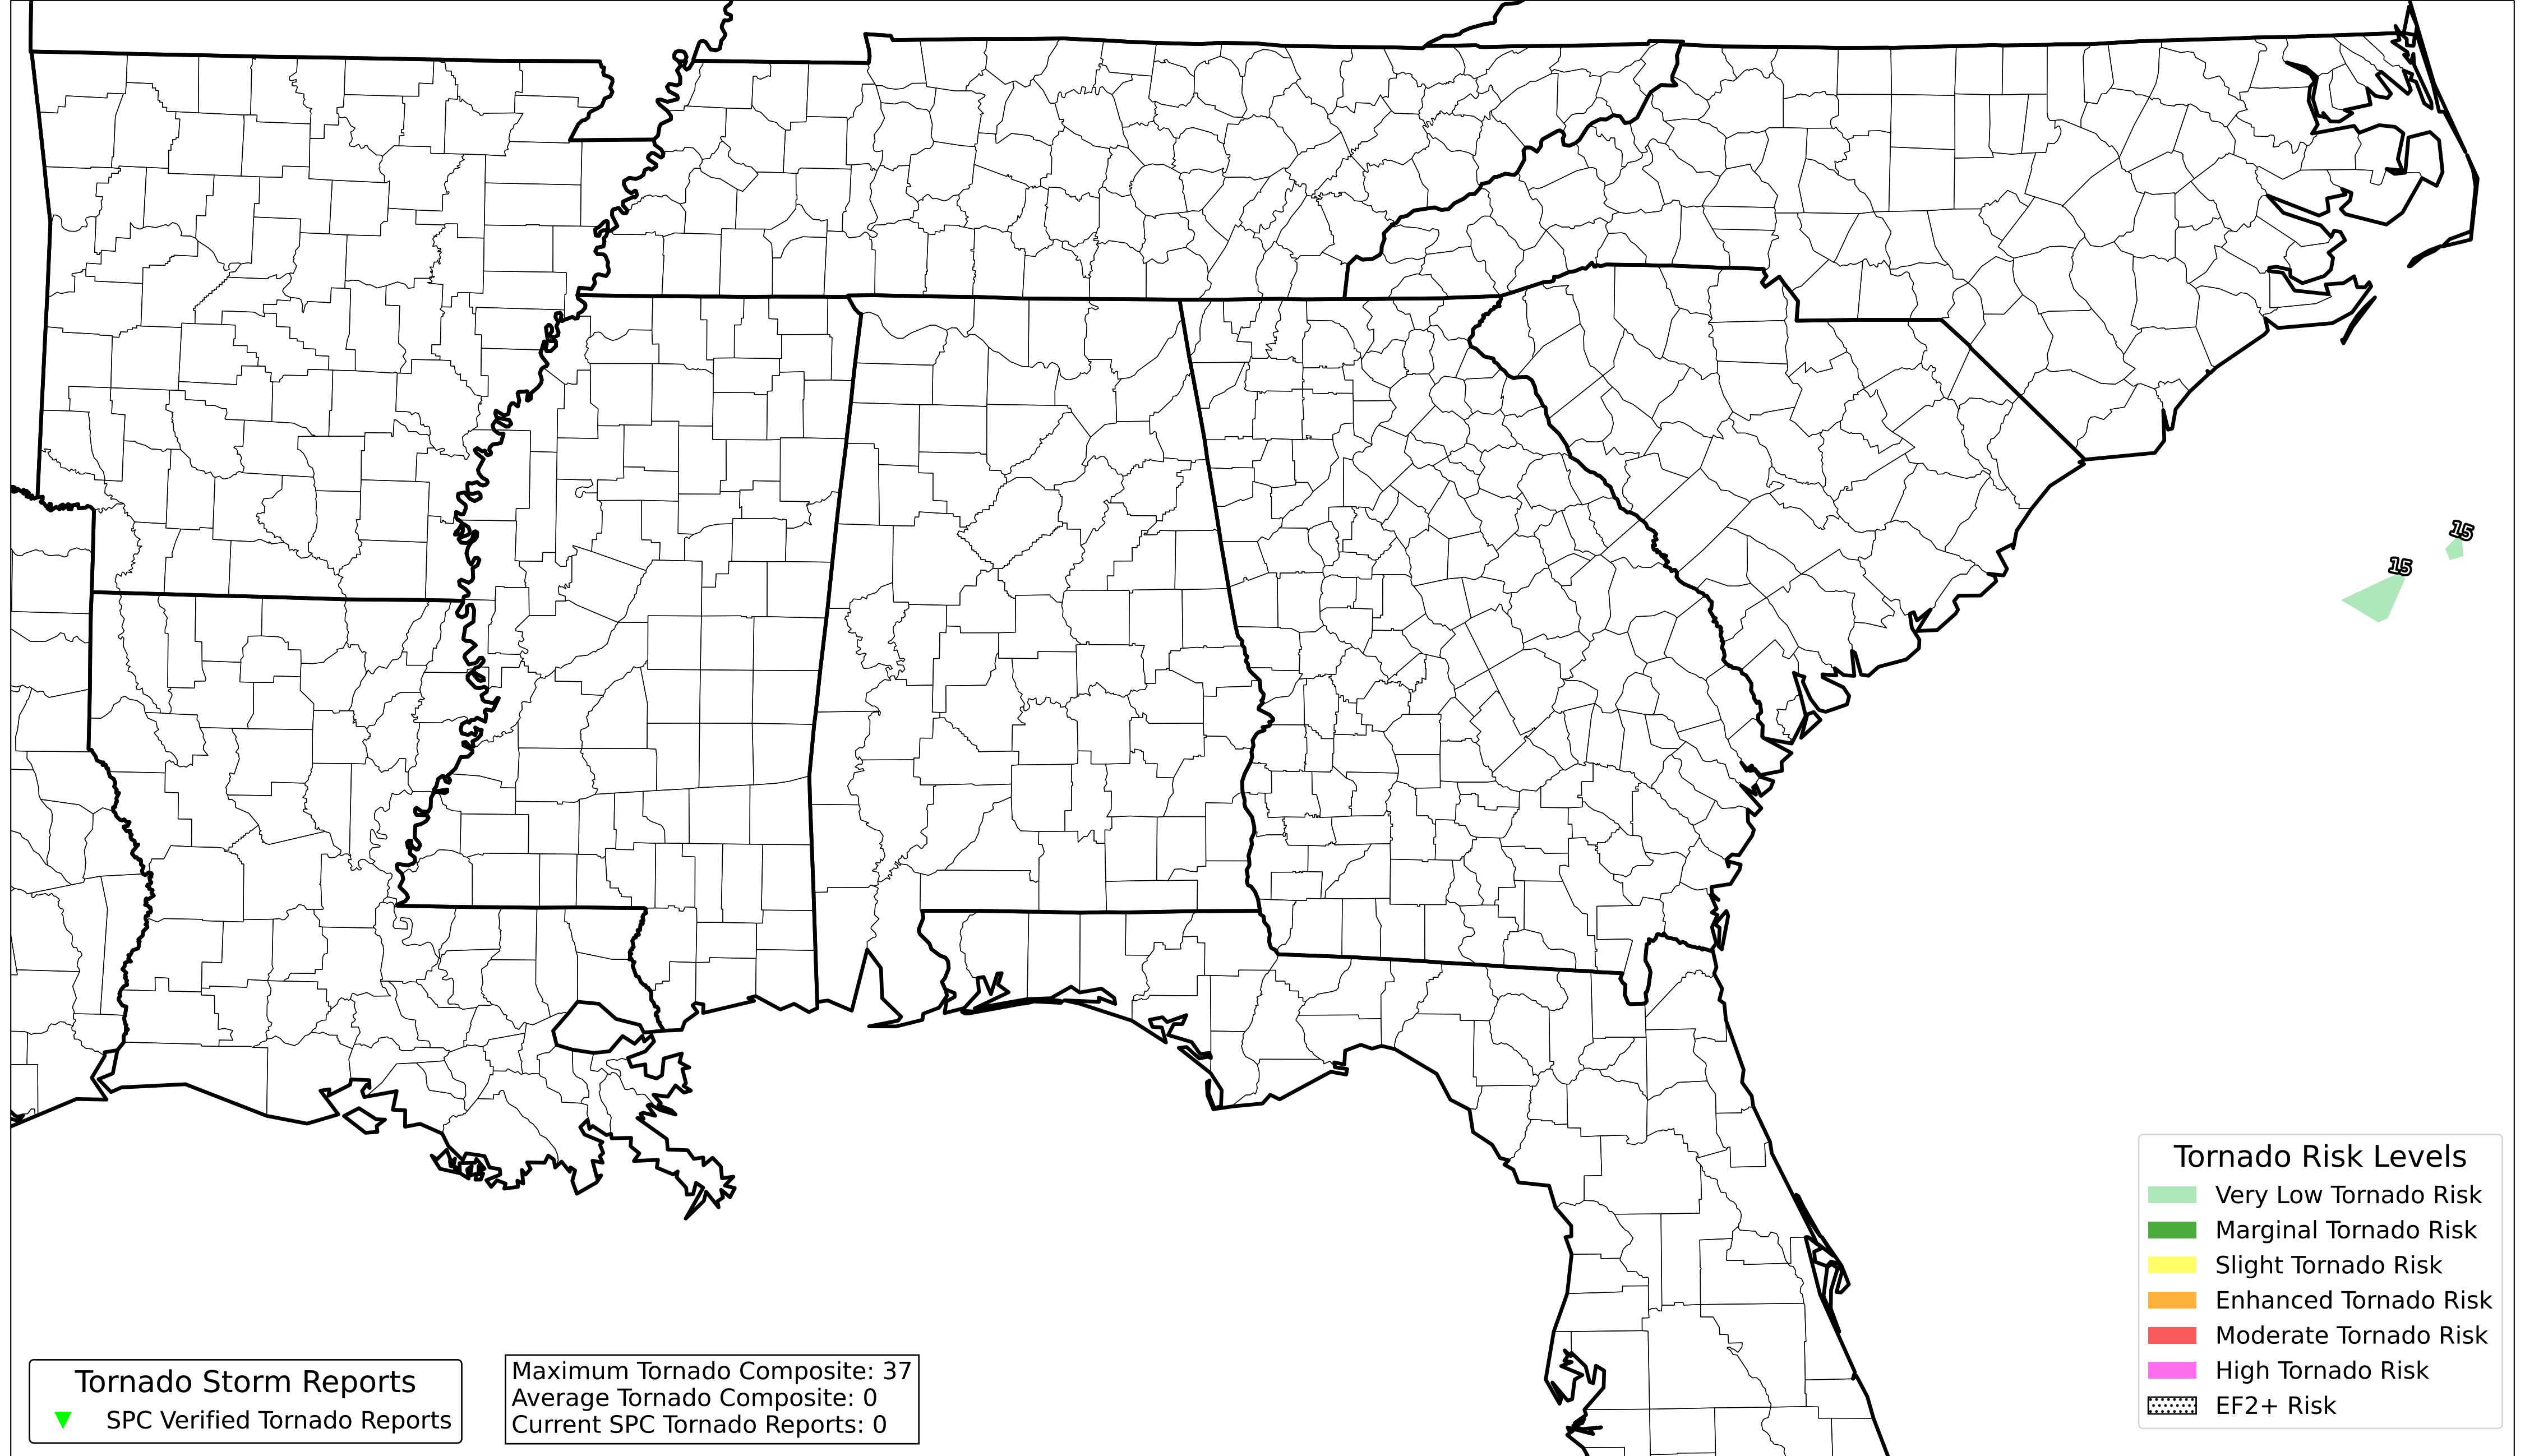 15
15
Tornado Risk Levels
Very Low Tornado Risk
Marginal Tornado Risk
Slight Tornado Risk
Enhanced Tornado Risk
Moderate Tornado Risk
High Tornado Risk
EF2+ Risk
Tornado Storm Reports
SPC Verified Tornado Reports
Maximum Tornado Composite: 37
Average Tornado Composite: 0
Current SPC Tornado Reports: 0